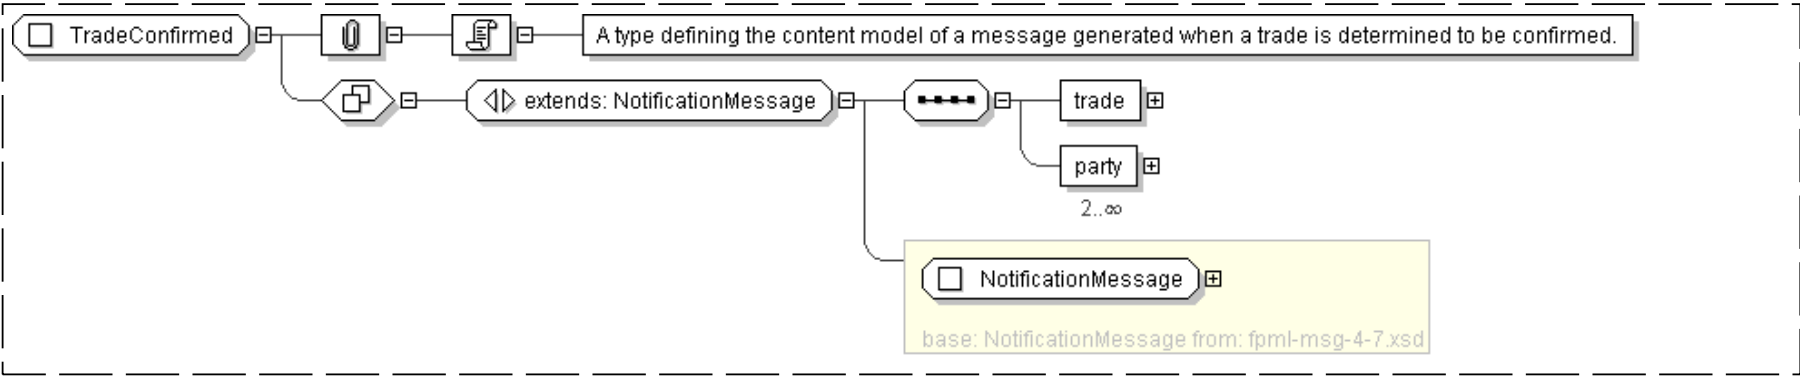 TradeConfirmed
A type defining the content model of a message generated when a trade is determined to be confirmed.
extends: NotificationMessage
trade
party
2..∞
NotificationMessage
base: NotificationMessage from: fpml-msg-4-7.xsd